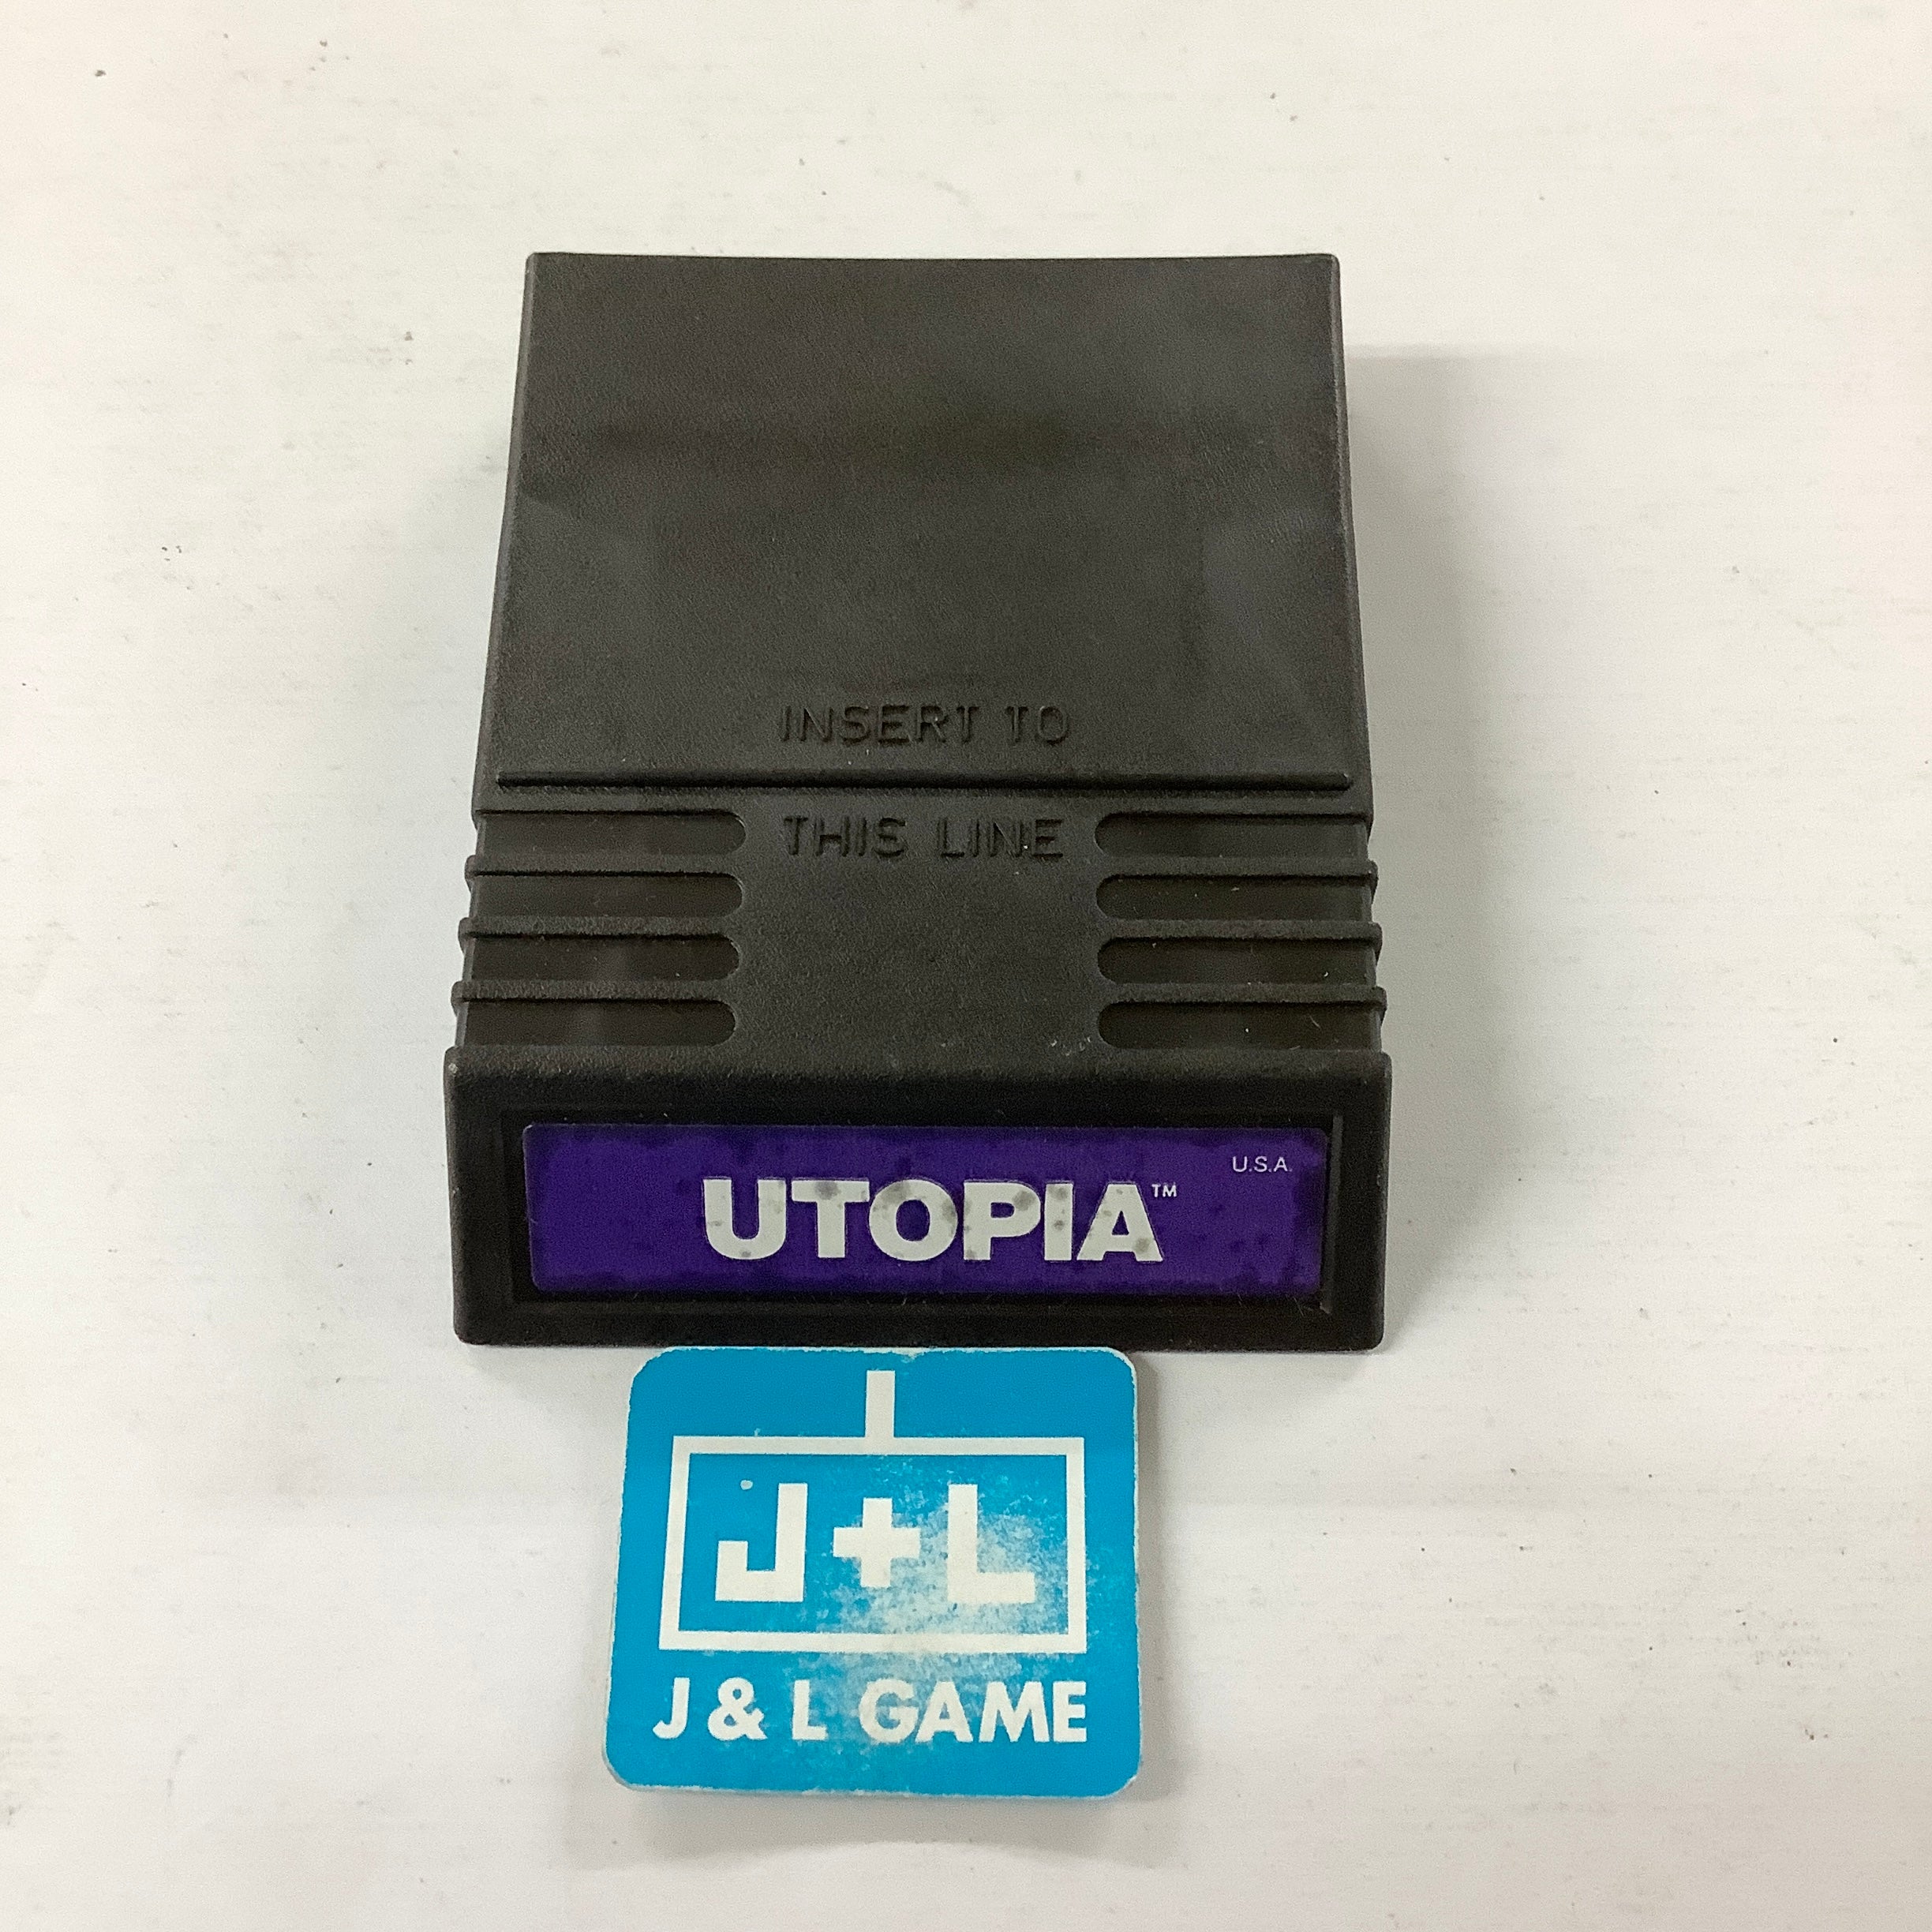 INSERT TO
THIS LINE
U.S.A.
UTOPIA™
J+L
J & L GAME